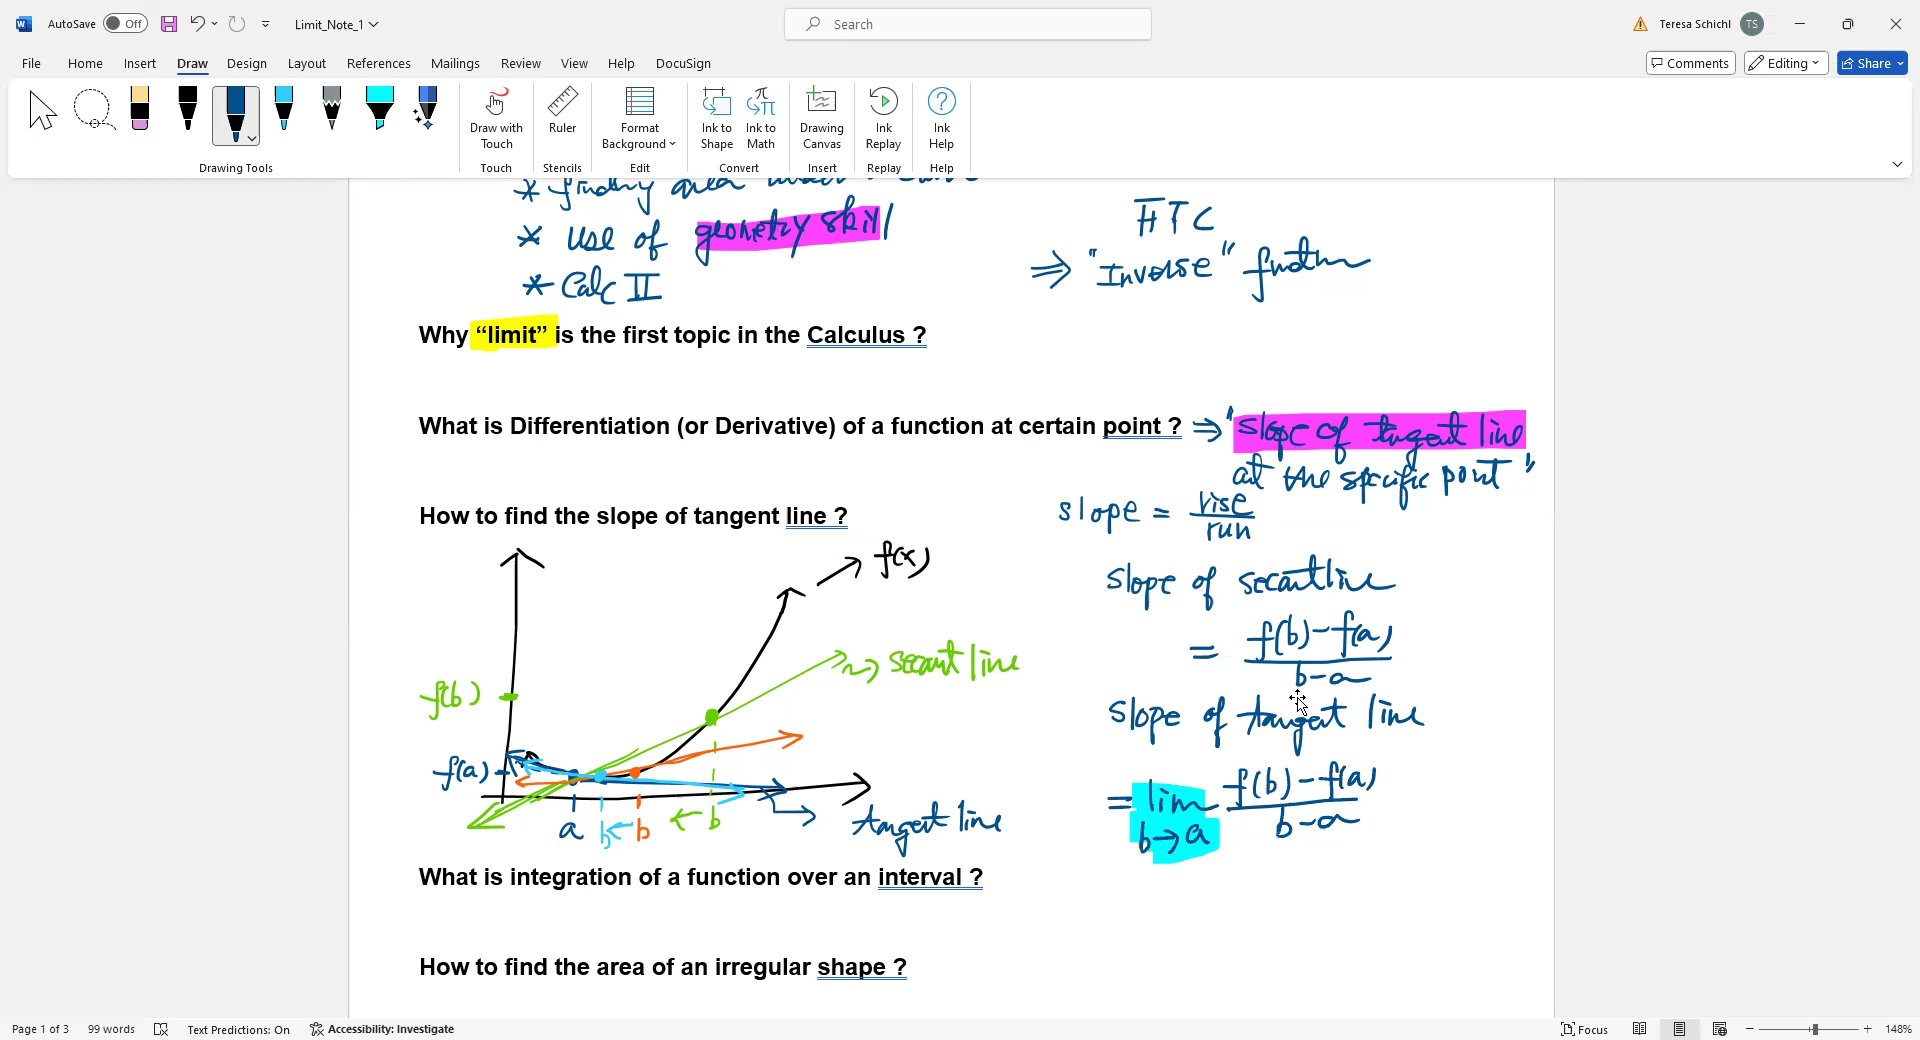 AutoSave Off Limit_Note_1 Search Teresa Schichl TS
File Home Insert Draw Design Layout References Mailings Review View Help DocuSign Comments Editing Share
Draw with Touch Ruler Format Background Ink to Shape Ink to Math Drawing Canvas Ink Replay Ink Help
Drawing Tools Touch Stencils Edit Convert Insert Replay Help
* finding area under
* use of geometry skill
* Calc II
FTC
⇒ "Inverse" function
Why “limit” is the first topic in the Calculus ?
What is Differentiation (or Derivative) of a function at certain point ? ⇒ "slope of tangent line
at the specific point"
How to find the slope of tangent line ?
slope = rise / run
f(x)
secant line
f(b)
f(a)
a b b b
tangent line
slope of secant line
= f(b)-f(a) / b-a
slope of tangent line
= lim b→a f(b)-f(a) / b-a
What is integration of a function over an interval ?
How to find the area of an irregular shape ?
Page 1 of 3 99 words Text Predictions: On Accessibility: Investigate Focus 148%